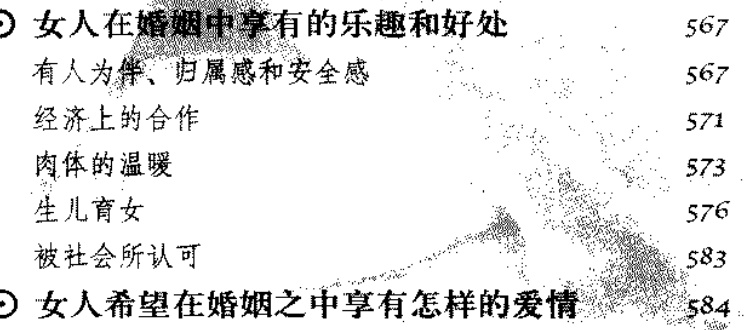 ⊙ 女人在婚姻中享有的乐趣和好处 567
有人为伴、归属感和安全感 567
经济上的合作 571
肉体的温暖 573
生儿育女 576
被社会所认可 583
⊙ 女人希望在婚姻之中享有怎样的爱情 584